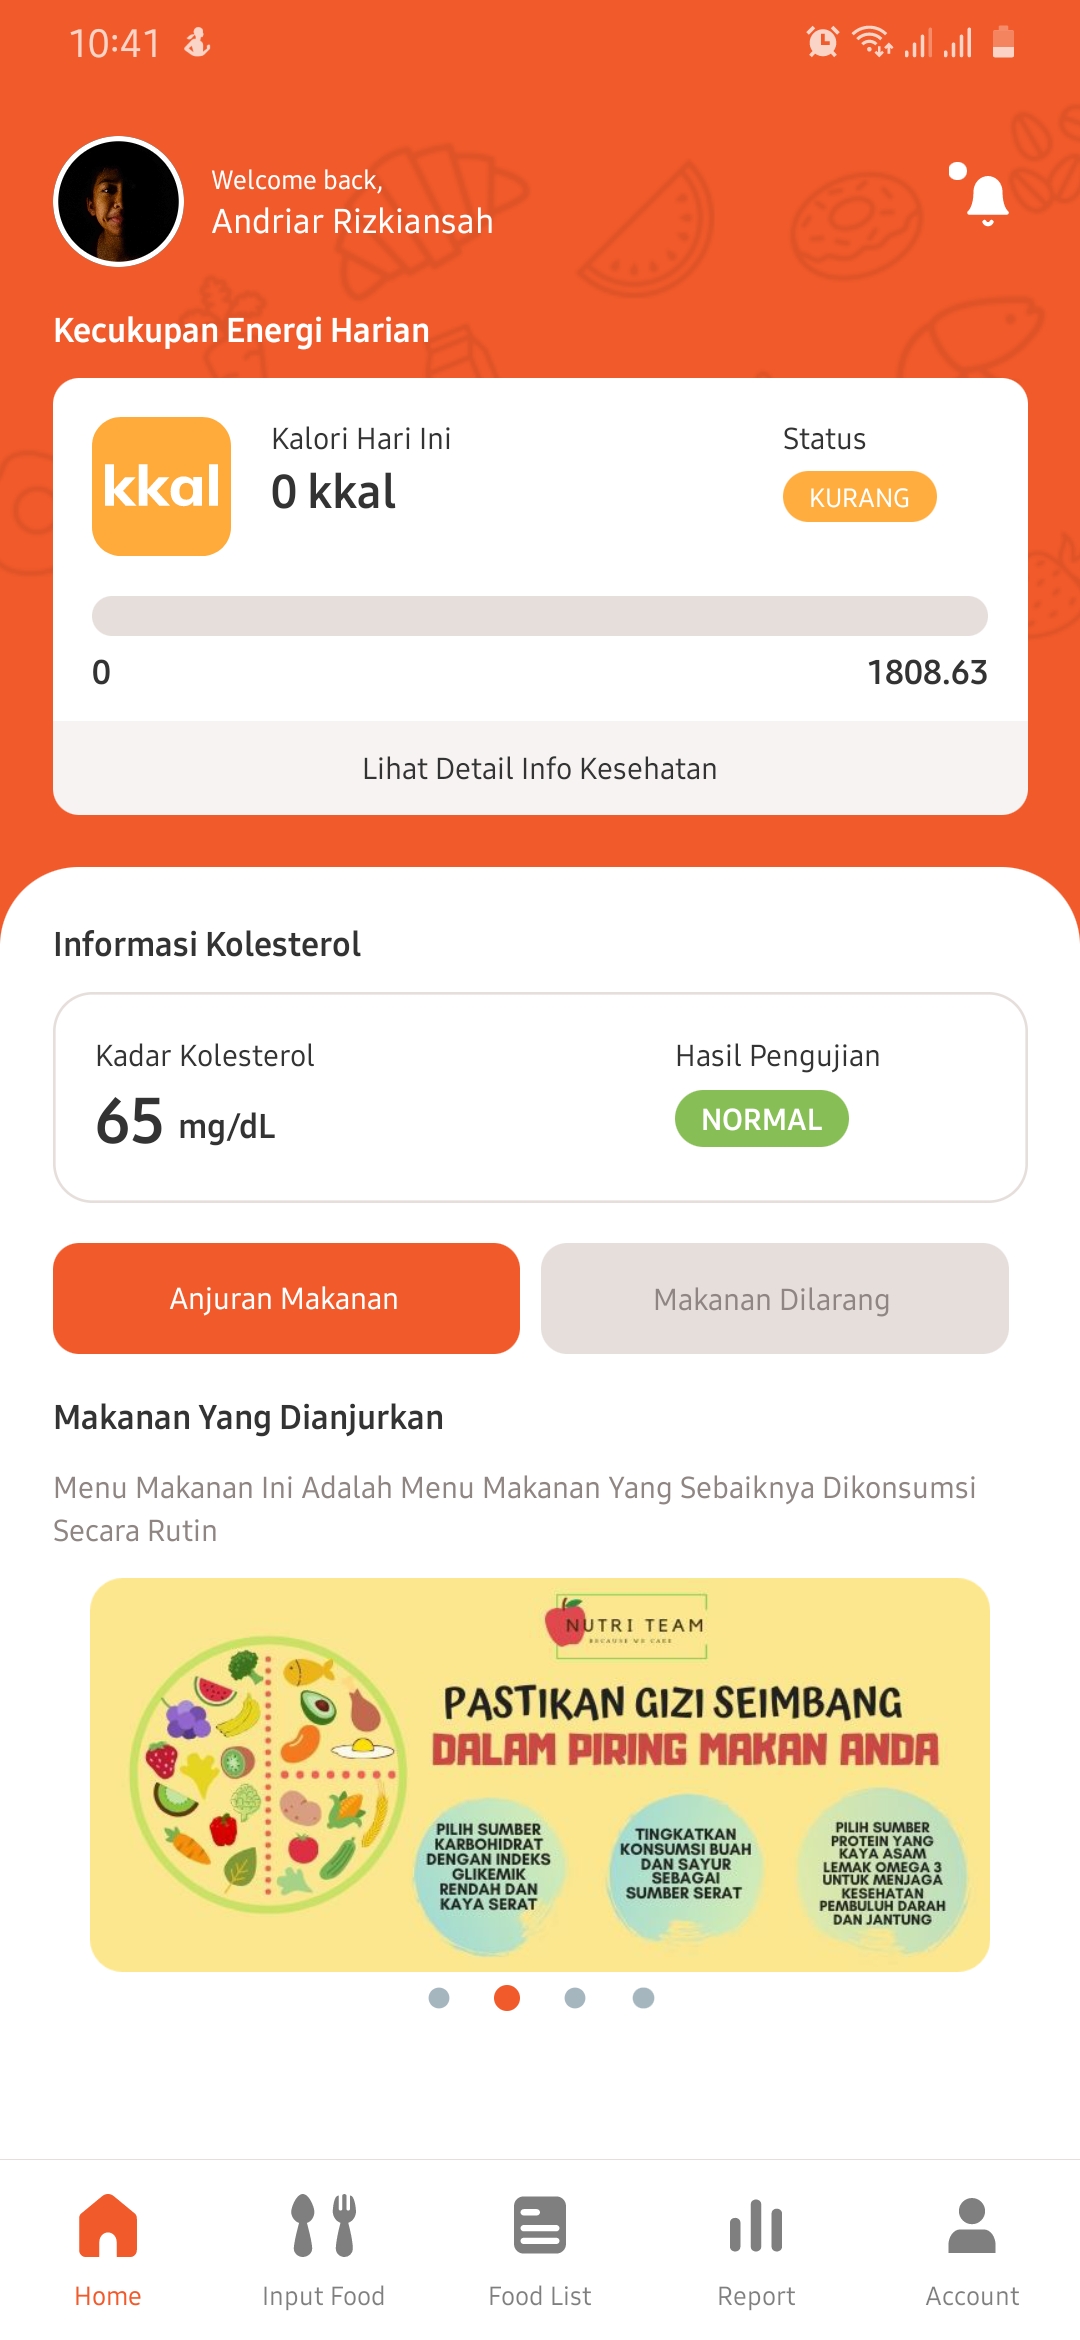 10:41
Welcome back,
Andriar Rizkiansah
Kecukupan Energi Harian
kkal
Kalori Hari Ini
0 kkal
Status
KURANG
0
1808.63
Lihat Detail Info Kesehatan
Informasi Kolesterol
Kadar Kolesterol
65 mg/dL
Hasil Pengujian
NORMAL
Anjuran Makanan
Makanan Dilarang
Makanan Yang Dianjurkan
Menu Makanan Ini Adalah Menu Makanan Yang Sebaiknya Dikonsumsi
Secara Rutin
NUTRI TEAM
BECAUSE WE CARE
PASTIKAN GIZI SEIMBANG
DALAM PIRING MAKAN ANDA
PILIH SUMBER
KARBOHIDRAT
DENGAN INDEKS
GLIKEMIK
RENDAH DAN
KAYA SERAT
TINGKATKAN
KONSUMSI BUAH
DAN SAYUR
SEBAGAI
SUMBER SERAT
PILIH SUMBER
PROTEIN YANG
KAYA ASAM
LEMAK OMEGA 3
UNTUK MENJAGA
KESEHATAN
PEMBULUH DARAH
DAN JANTUNG
Home
Input Food
Food List
Report
Account